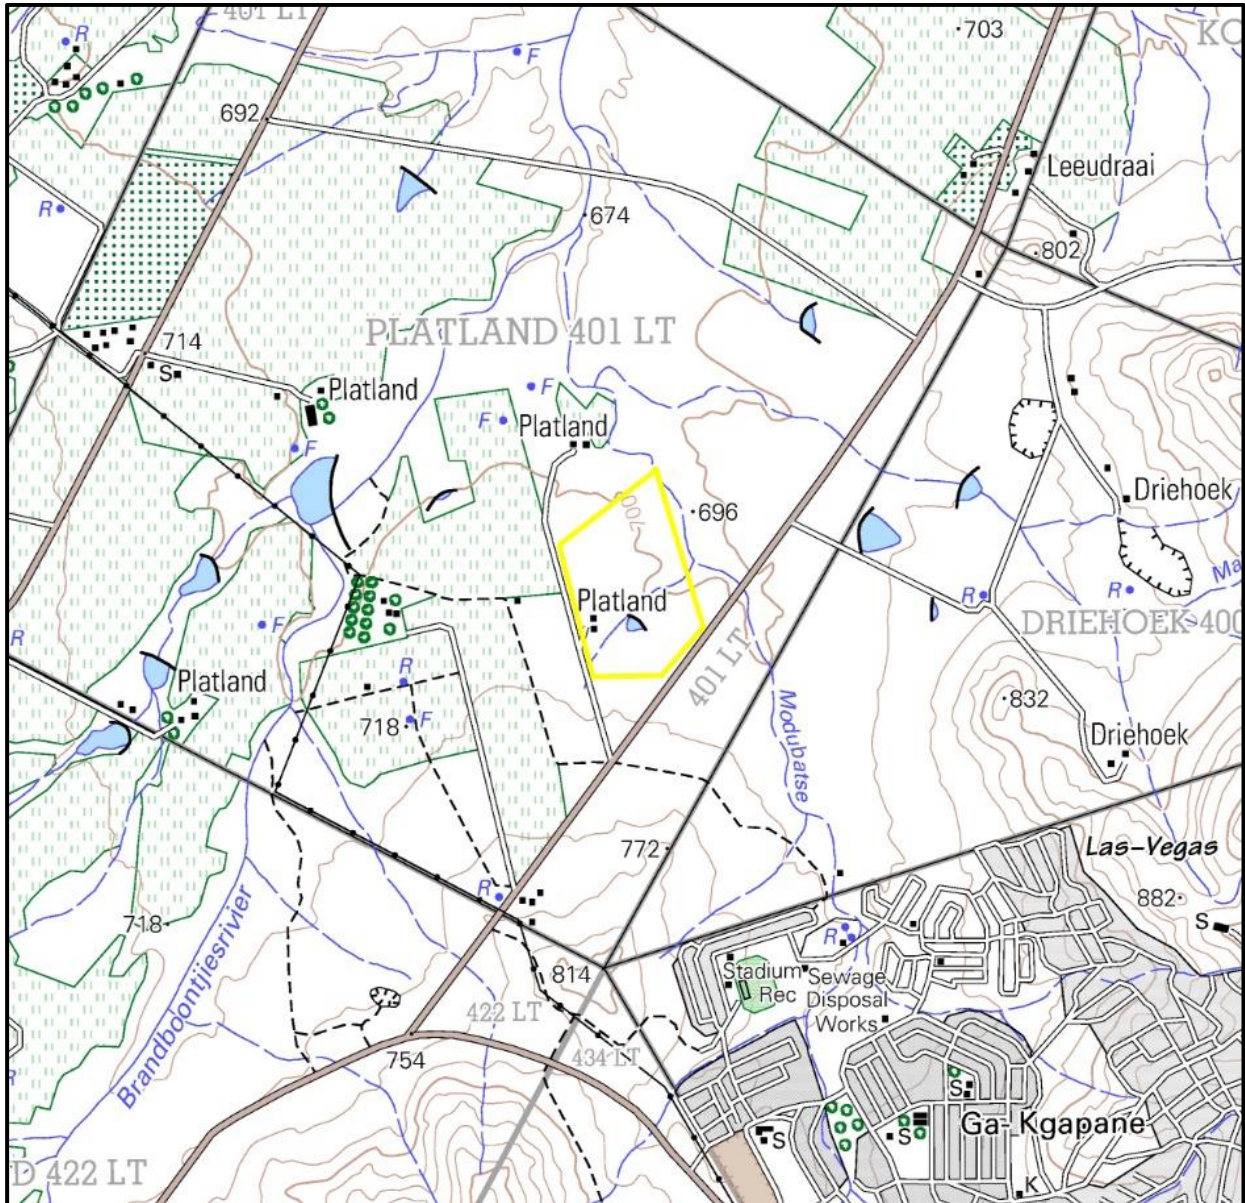 401 LT
703
KO
R
F
692
Leeudraai
R
674
802
PLATLAND 401 LT
714
S
Platland
F
F
Platland
F
700
696
Driehoek
Platland
R
R
Ma
DRIEHOEK 400
R
F
R
Platland
401 LT
832
718
F
Modubatse
Driehoek
772
Las-Vegas
R
882
S
718
R
Brandboontjiesrivier
814
Stadium
Rec
Sewage
Disposal
Works
422 LT
434 LT
754
R
S
Ga-Kgapane
S
S
D 422 LT
K